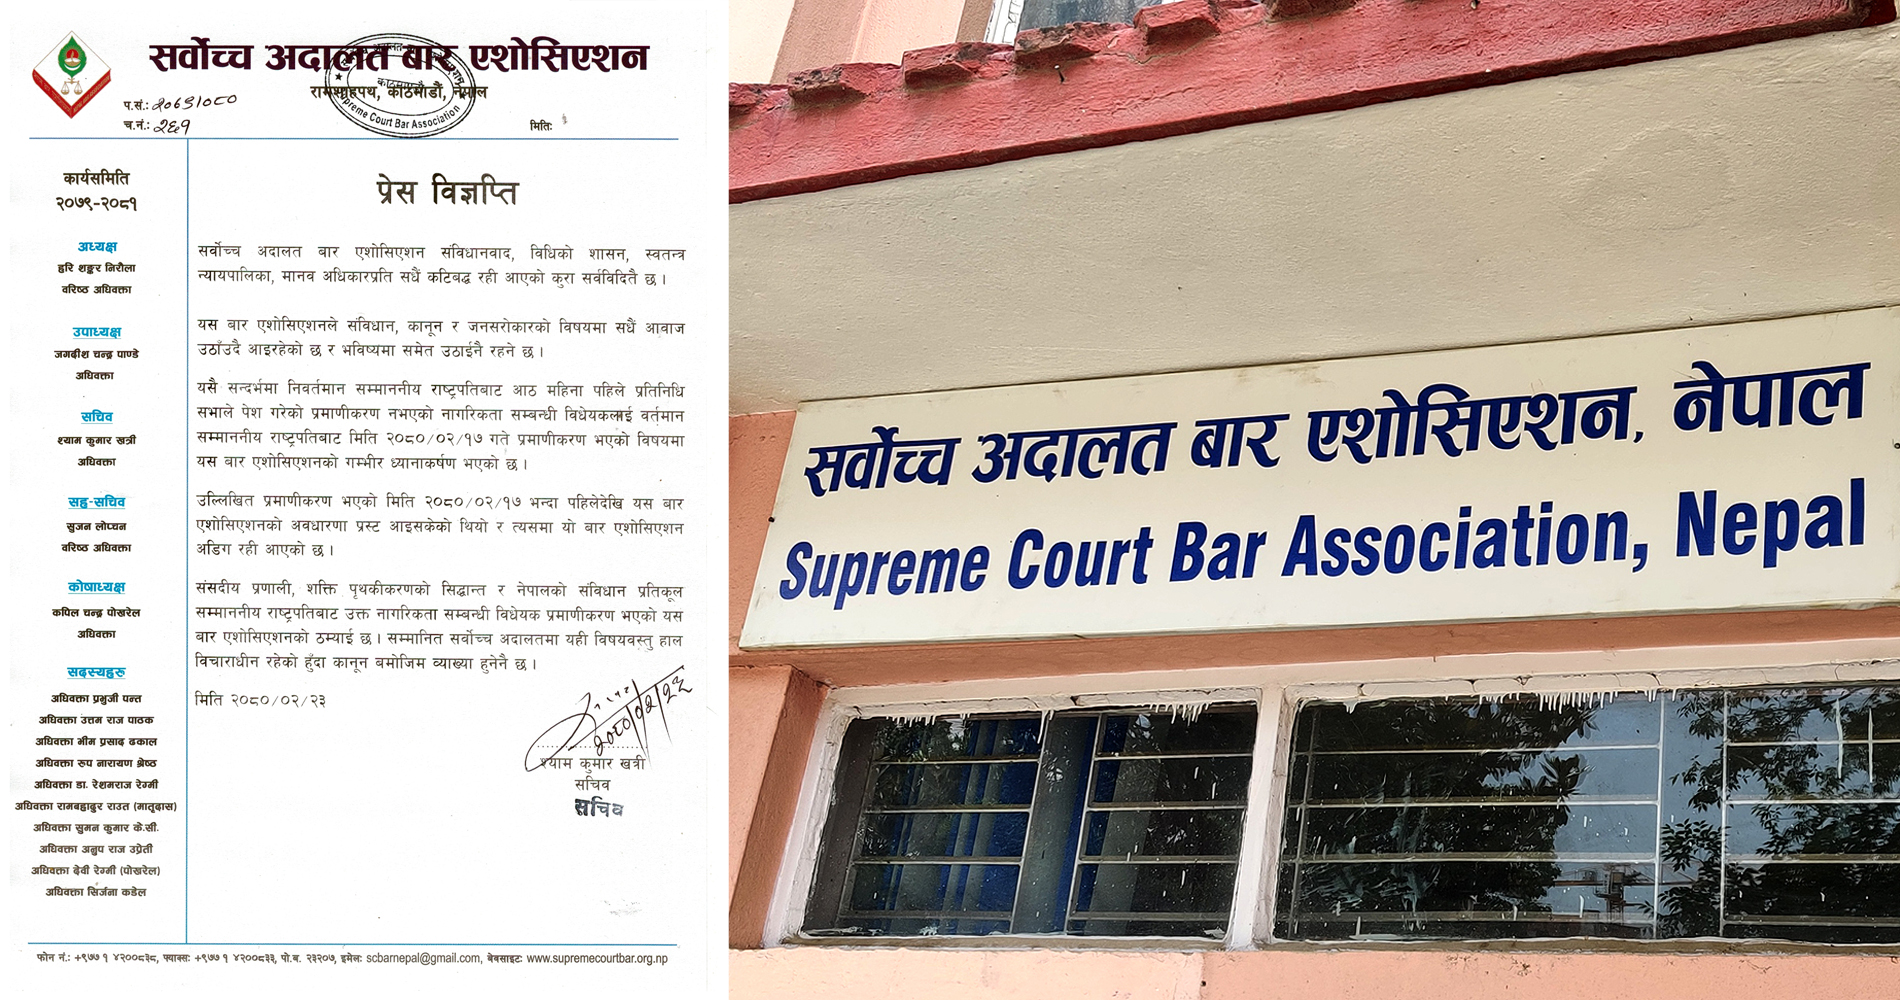 सर्वोच्च अदालत बार एशोसिएशन
रामशाहपथ, काठमाडौं, नेपाल
Supreme Court Bar Association
प.सं.: २०७९/०८०
च.नं.: २६१
मितिः
कार्यसमिति
२०७९-२०८१
अध्यक्ष
हरि शङ्कर निरौला
वरिष्ठ अधिवक्ता
उपाध्यक्ष
जगदीश चन्द्र पाण्डे
अधिवक्ता
सचिव
श्याम कुमार खत्री
अधिवक्ता
सह-सचिव
सुजन लोप्चन
वरिष्ठ अधिवक्ता
कोषाध्यक्ष
कपिल चन्द्र पोखरेल
अधिवक्ता
सदस्यहरु
अधिवक्ता प्रभुजी पन्त
अधिवक्ता उत्तम राज पाठक
अधिवक्ता भीम प्रसाद ढकाल
अधिवक्ता रुप नारायण श्रेष्ठ
अधिवक्ता डा. रेशमराज रेग्मी
अधिवक्ता रामबहादुर राउत (मातृदास)
अधिवक्ता सुमन कुमार के.सी.
अधिवक्ता अनुप राज उप्रेती
अधिवक्ता देवी रेग्मी (पोखरेल)
अधिवक्ता सिर्जना कडेल
प्रेस विज्ञप्ति
सर्वोच्च अदालत बार एशोसिएशन संविधानवाद, विधिको शासन, स्वतन्त्र
न्यायपालिका, मानव अधिकारप्रति सधैं कटिबद्ध रही आएको कुरा सर्वविदितै छ ।
यस बार एशोसिएशनले संविधान, कानून र जनसरोकारको विषयमा सधैं आवाज
उठाँउदै आइरहेको छ र भविष्यमा समेत उठाईनै रहने छ ।
यसै सन्दर्भमा निवर्तमान सम्माननीय राष्ट्रपतिबाट आठ महिना पहिले प्रतिनिधि
सभाले पेश गरेको प्रमाणीकरण नभएको नागरिकता सम्बन्धी विधेयकलाई वर्तमान
सम्माननीय राष्ट्रपतिबाट मिति २०८०/०२/१७ गते प्रमाणीकरण भएको विषयमा
यस बार एशोसिएशनको गम्भीर ध्यानाकर्षण भएको छ ।
उल्लिखित प्रमाणीकरण भएको मिति २०८०/०२/१७ भन्दा पहिलेदेखि यस बार
एशोसिएशनको अवधारणा प्रस्ट आइसकेको थियो र त्यसमा यो बार एशोसिएशन
अडिग रही आएको छ ।
संसदीय प्रणाली, शक्ति पृथकीकरणको सिद्धान्त र नेपालको संविधान प्रतिकूल
सम्माननीय राष्ट्रपतिबाट उक्त नागरिकता सम्बन्धी विधेयक प्रमाणीकरण भएको यस
बार एशोसिएशनको ठम्याई छ । सम्मानित सर्वोच्च अदालतमा यही विषयवस्तु हाल
विचाराधीन रहेको हुँदा कानून बमोजिम व्याख्या हुनेनै छ ।
मिति २०८०/०२/२३
२०८०/०२/२३
श्याम कुमार खत्री
सचिव
सचिव
फोन नं.: +९७७ १ ४२००८३८, फ्याक्सः +९७७ १ ४२००८३३, पो.ब. २३२०७, इमेलः scbarnepal@gmail.com, वेबसाइटः www.supremecourtbar.org.np
सर्वोच्च अदालत बार एशोसिएशन, नेपाल
Supreme Court Bar Association, Nepal